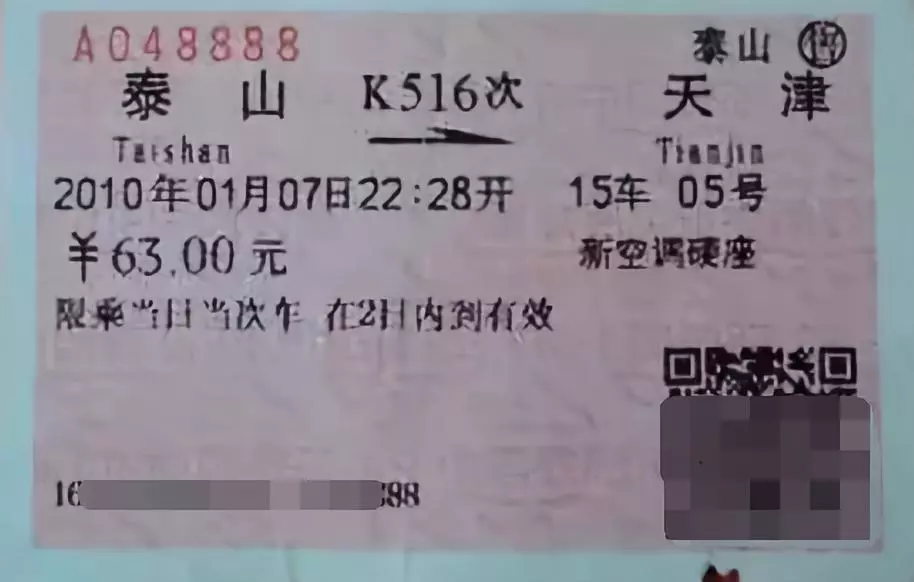 A048888 泰山
泰 山 K516次 天 津
Taishan Tianjin
2010年01月07日22:28开 15车 05号
¥63.00元 新空调硬座
限乘当日当次车 在2日内到有效